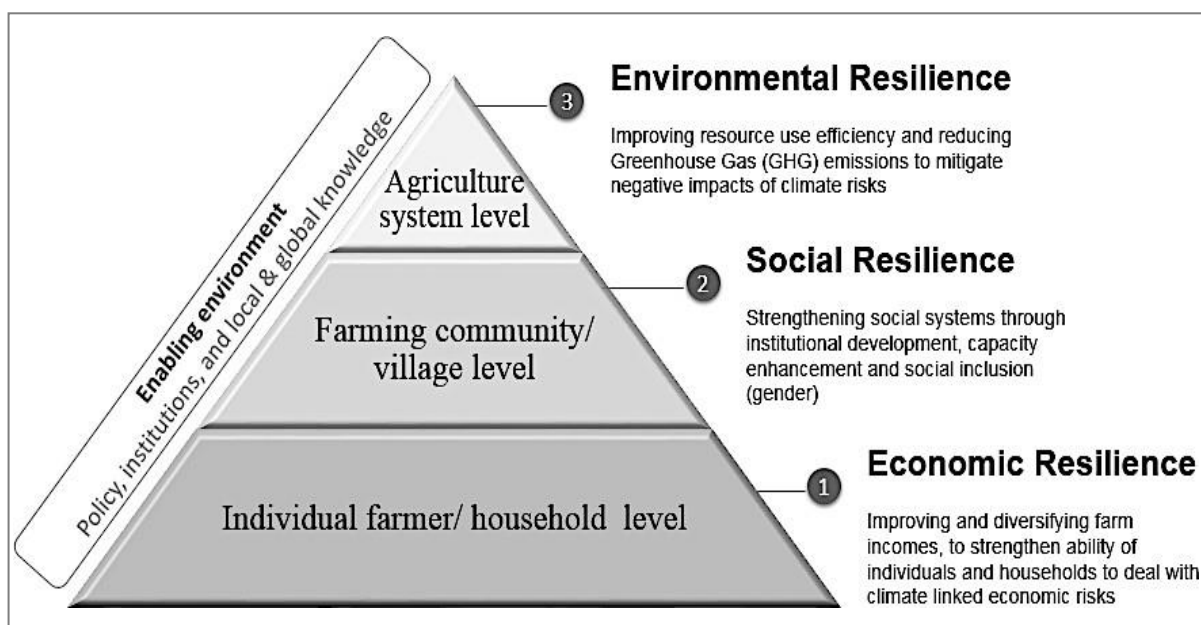 Enabling environment
Policy, institutions, and local & global knowledge
3
Environmental Resilience
Improving resource use efficiency and reducing
Greenhouse Gas (GHG) emissions to mitigate
negative impacts of climate risks
Agriculture
system level
2
Social Resilience
Strengthening social systems through
institutional development, capacity
enhancement and social inclusion
(gender)
Farming community/
village level
1
Economic Resilience
Improving and diversifying farm
incomes, to strengthen ability of
individuals and households to deal with
climate linked economic risks
Individual farmer/ household level